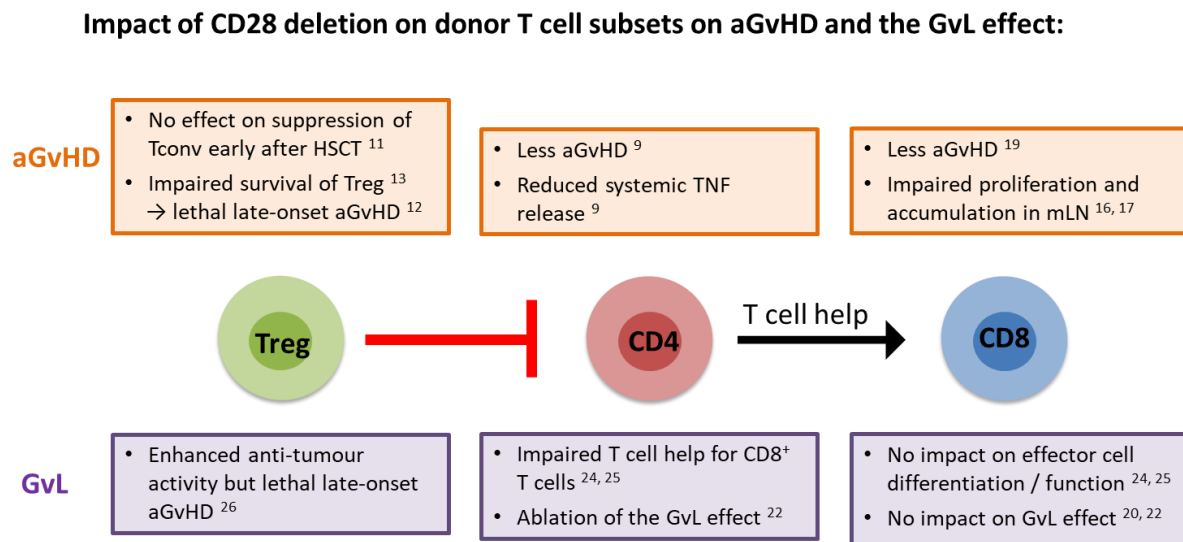 Impact of CD28 deletion on donor T cell subsets on aGvHD and the GvL effect:
aGvHD
• No effect on suppression of
Tconv early after HSCT 11
• Impaired survival of Treg 13
→ lethal late-onset aGvHD 12
• Less aGvHD 9
• Reduced systemic TNF
release 9
• Less aGvHD 19
• Impaired proliferation and
accumulation in mLN 16, 17
Treg
CD4
T cell help
CD8
GvL
• Enhanced anti-tumour
activity but lethal late-onset
aGvHD 26
• Impaired T cell help for CD8+
T cells 24, 25
• Ablation of the GvL effect 22
• No impact on effector cell
differentiation / function 24, 25
• No impact on GvL effect 20, 22